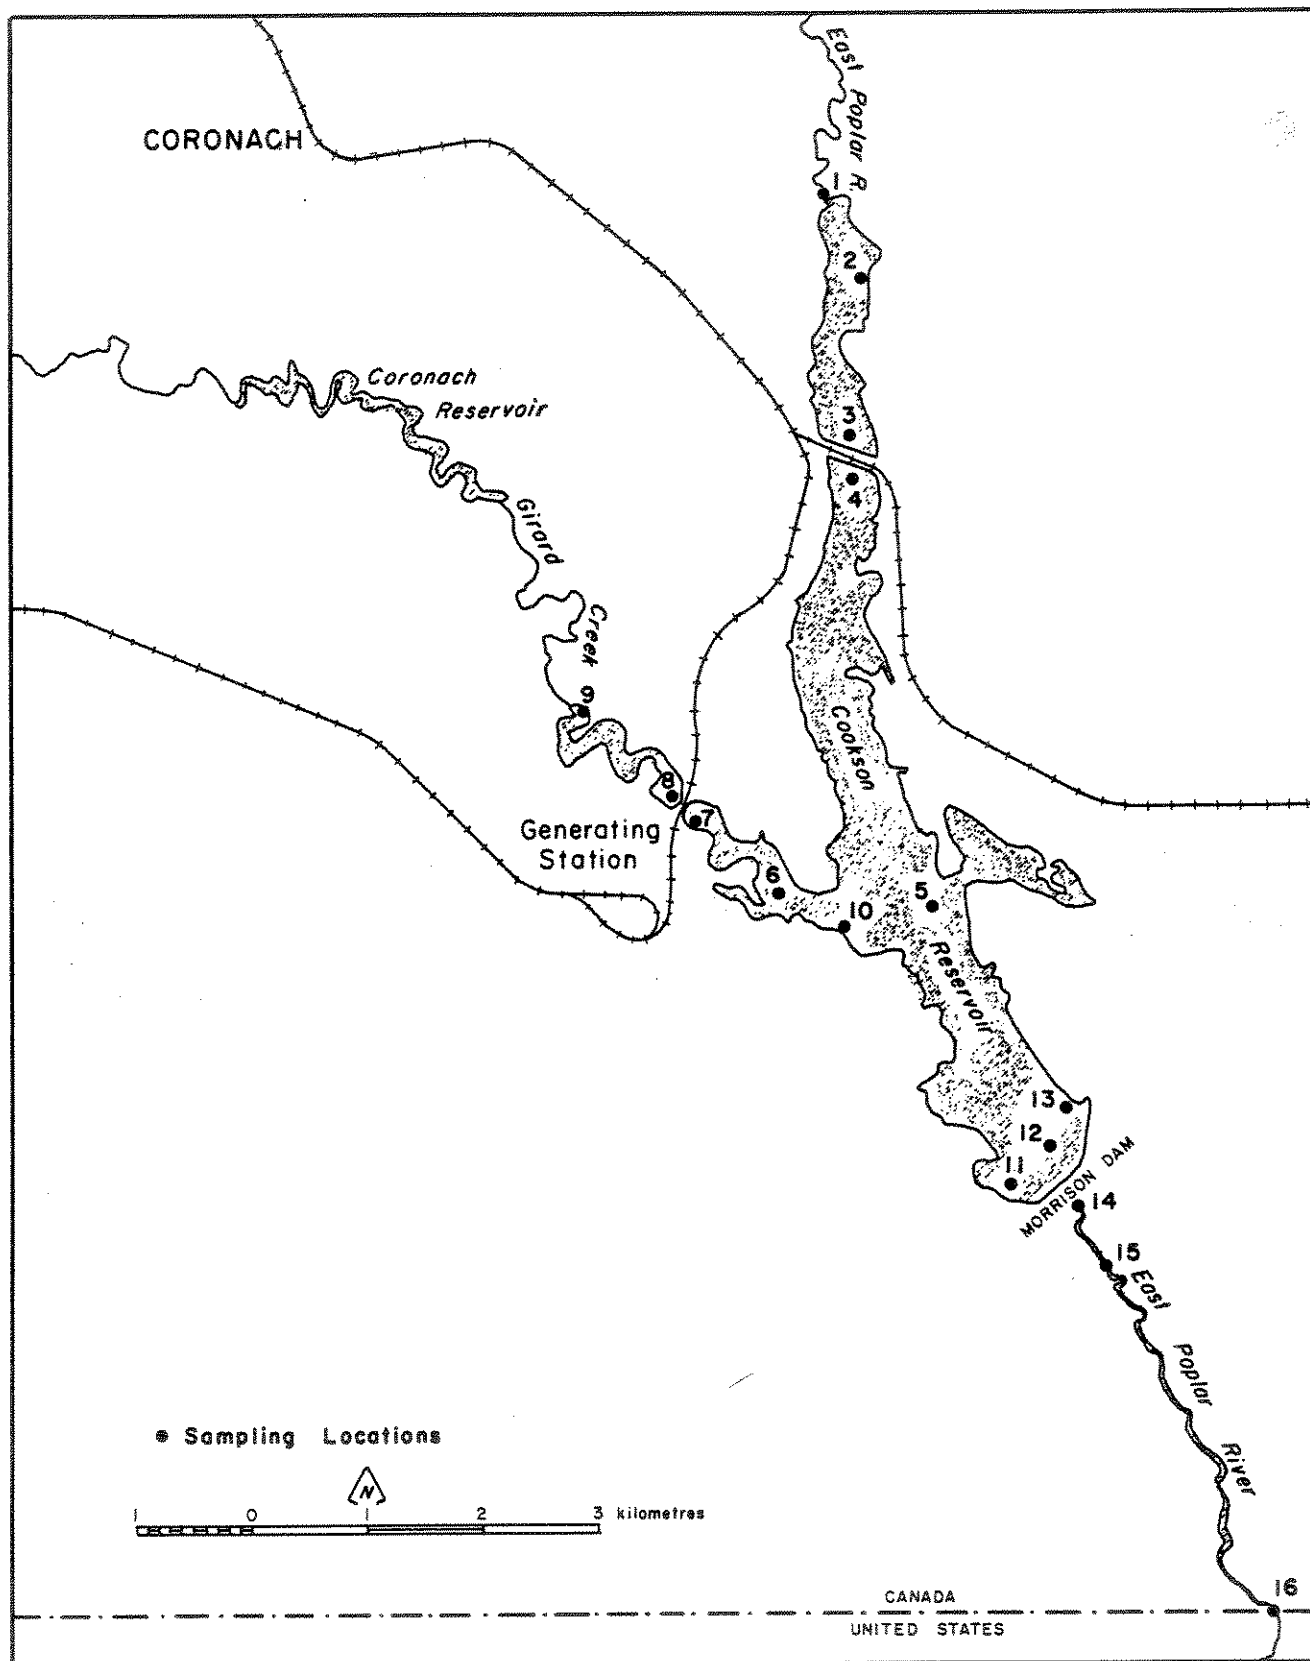 East Poplar R.
CORONACH
1
2
Coronach
Reservoir
3
4
Girard
Creek
9
Cookson
8
7
Generating
Station
6
5
10
Reservoir
13
12
11
MORRISON DAM
14
15
East
Poplar
River
● Sampling Locations
N
1 0 1 2 3 kilometres
16
CANADA
UNITED STATES